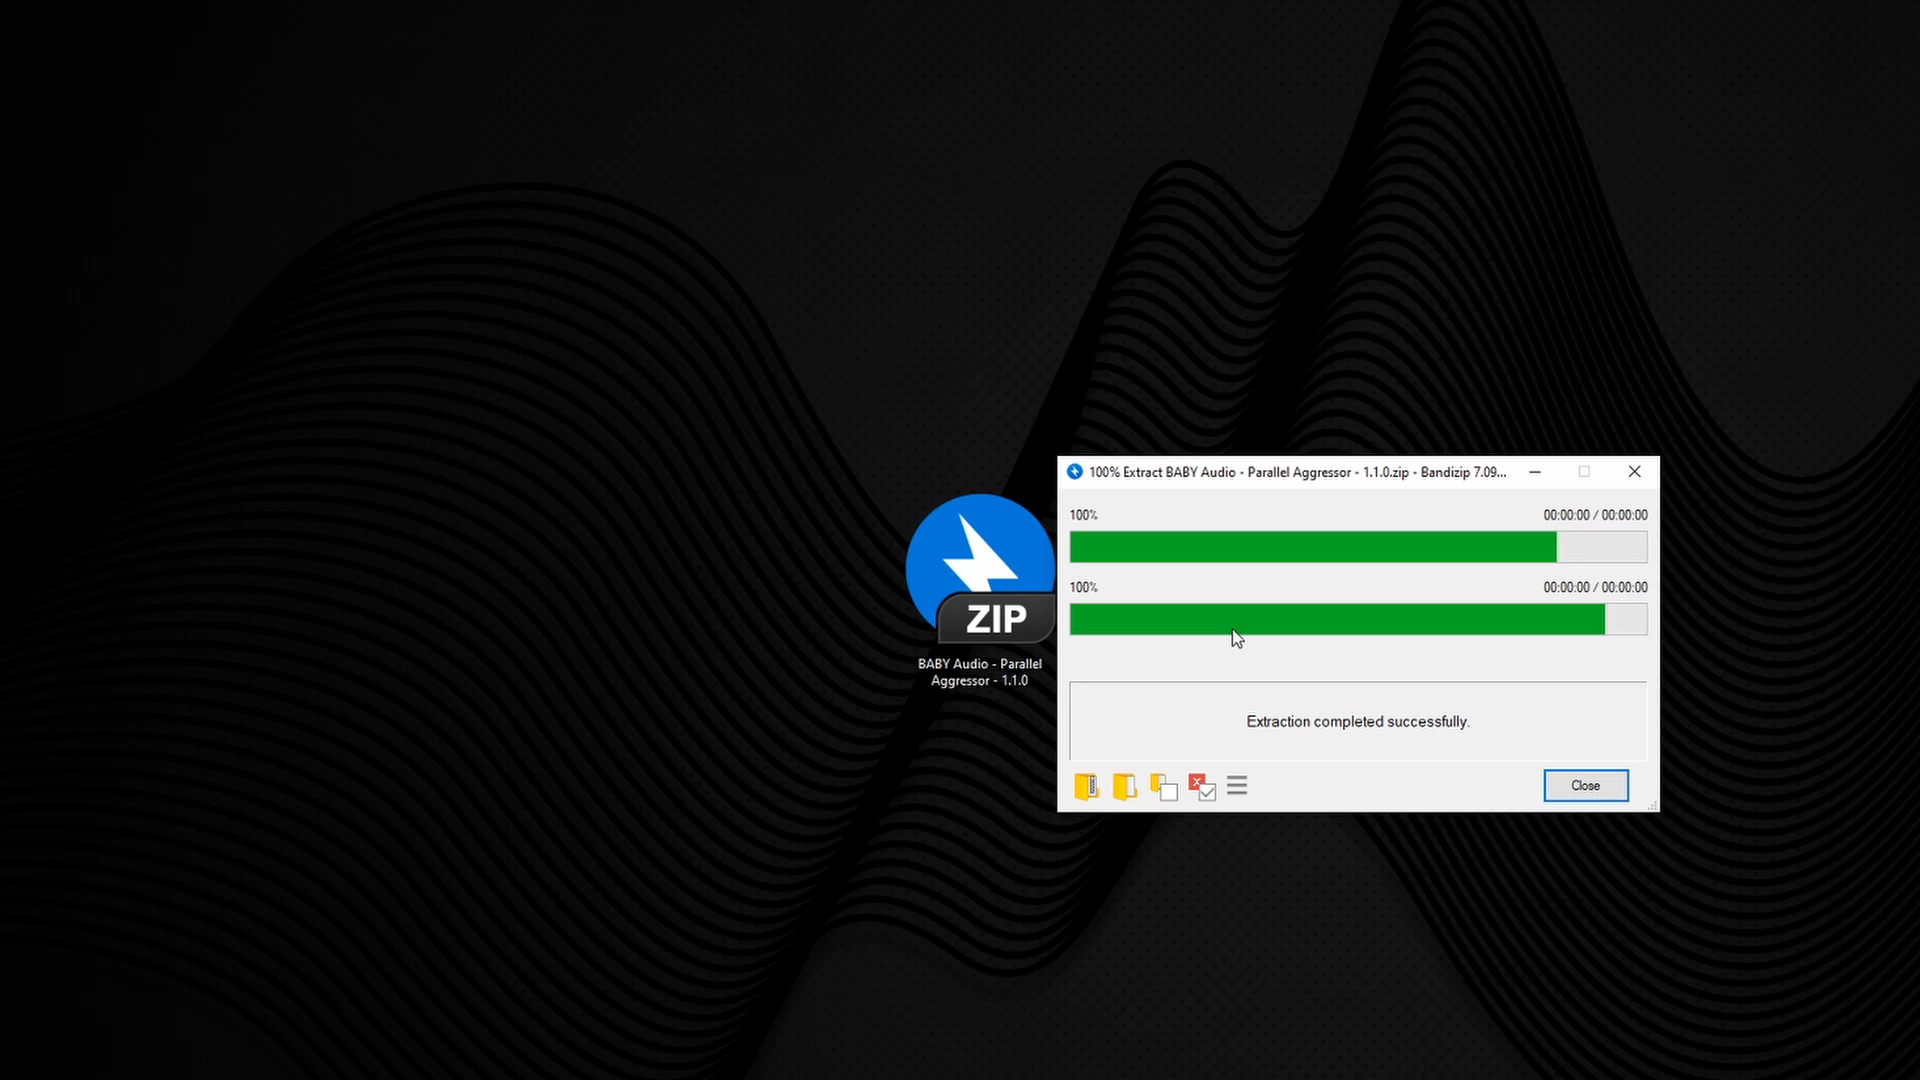 100% Extract BABY Audio - Parallel Aggressor - 1.1.0.zip - Bandizip 7.09...
100%
00:00:00 / 00:00:00
100%
00:00:00 / 00:00:00
ZIP
BABY Audio - Parallel
Aggressor - 1.1.0
Extraction completed successfully.
Close